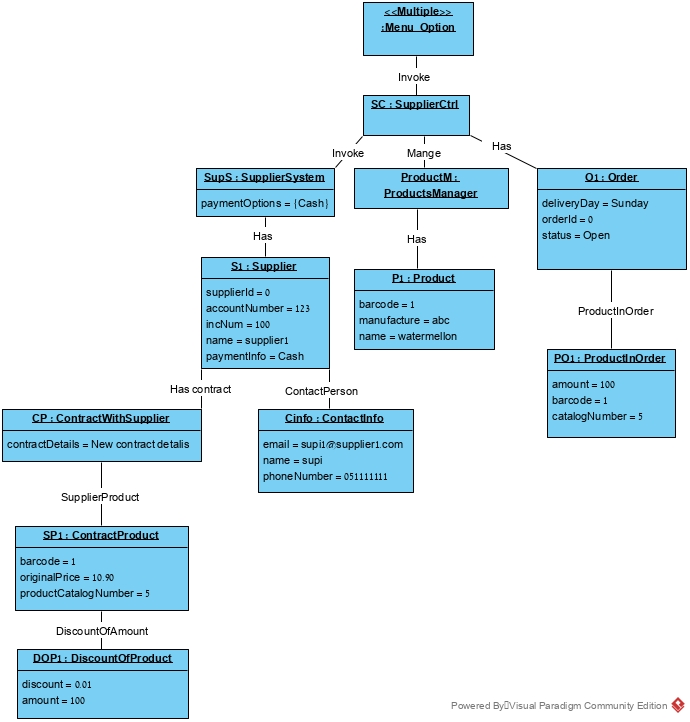 <<Multiple>>
:Menu_Option
Invoke
SC : SupplierCtrl
Invoke
Mange
Has
SupS : SupplierSystem
paymentOptions = {Cash}
ProductM :
ProductsManager
O1 : Order
deliveryDay = Sunday
orderId = 0
status = Open
Has
Has
S1 : Supplier
supplierId = 0
accountNumber = 123
incNum = 100
name = supplier1
paymentInfo = Cash
P1 : Product
barcode = 1
manufacture = abc
name = watermellon
ProductInOrder
PO1 : ProductInOrder
amount = 100
barcode = 1
catalogNumber = 5
Has contract
ContactPerson
CP : ContractWithSupplier
contractDetails = New contract detalis
Cinfo : ContactInfo
email = supi1@supplier1.com
name = supi
phoneNumber = 051111111
SupplierProduct
SP1 : ContractProduct
barcode = 1
originalPrice = 10.90
productCatalogNumber = 5
DiscountOfAmount
DOP1 : DiscountOfProduct
discount = 0.01
amount = 100
Powered By Visual Paradigm Community Edition